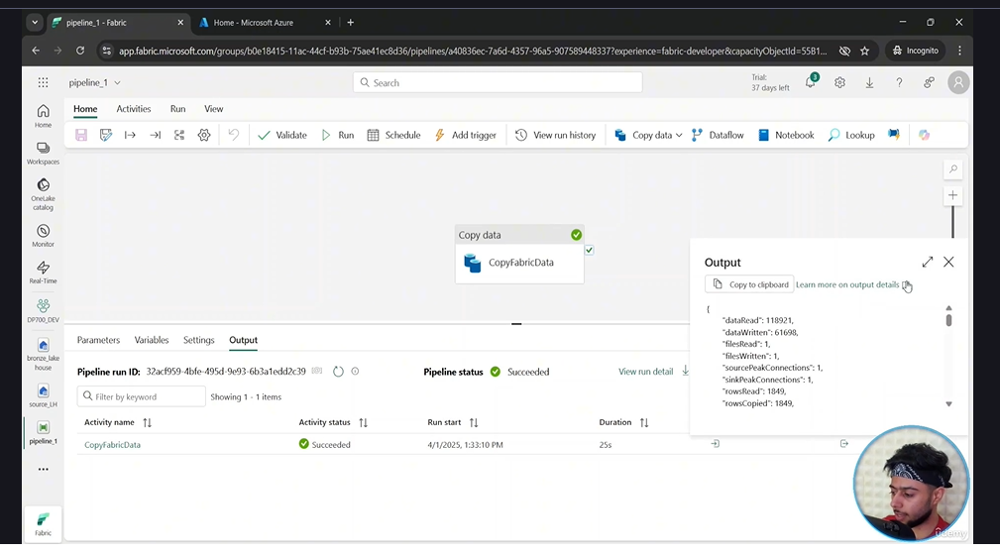 pipeline_1 - Fabric
Home - Microsoft Azure
app.fabric.microsoft.com/groups/b0e18415-11ac-44cf-b93b-75ae41ec8d36/pipelines/a40836ec-7a6d-4357-96a5-907589448337?experience=fabric-developer&capacityObjectId=55B1...
Incognito
pipeline_1
Search
Trial:
37 days left
3
Home
Activities
Run
View
Validate
Run
Schedule
Add trigger
View run history
Copy data
Dataflow
Notebook
Lookup
Home
Workspaces
OneLake
catalog
Monitor
Real-Time
DP700_DEV
bronze_lake
house
source_LH
pipeline_1
Fabric
Copy data
CopyFabricData
Output
Copy to clipboard
Learn more on output details
{
"dataRead": 118921,
"dataWritten": 61698,
"filesRead": 1,
"filesWritten": 1,
"sourcePeakConnections": 1,
"sinkPeakConnections": 1,
"rowsRead": 1849,
"rowsCopied": 1849,
Parameters
Variables
Settings
Output
Pipeline run ID: 32acf959-4bfe-495d-9e93-6b3a1edd2c39
Pipeline status
Succeeded
View run detail
Filter by keyword
Showing 1 - 1 items
Activity name
Activity status
Run start
Duration
CopyFabricData
Succeeded
4/1/2025, 1:33:10 PM
25s
ûdemy